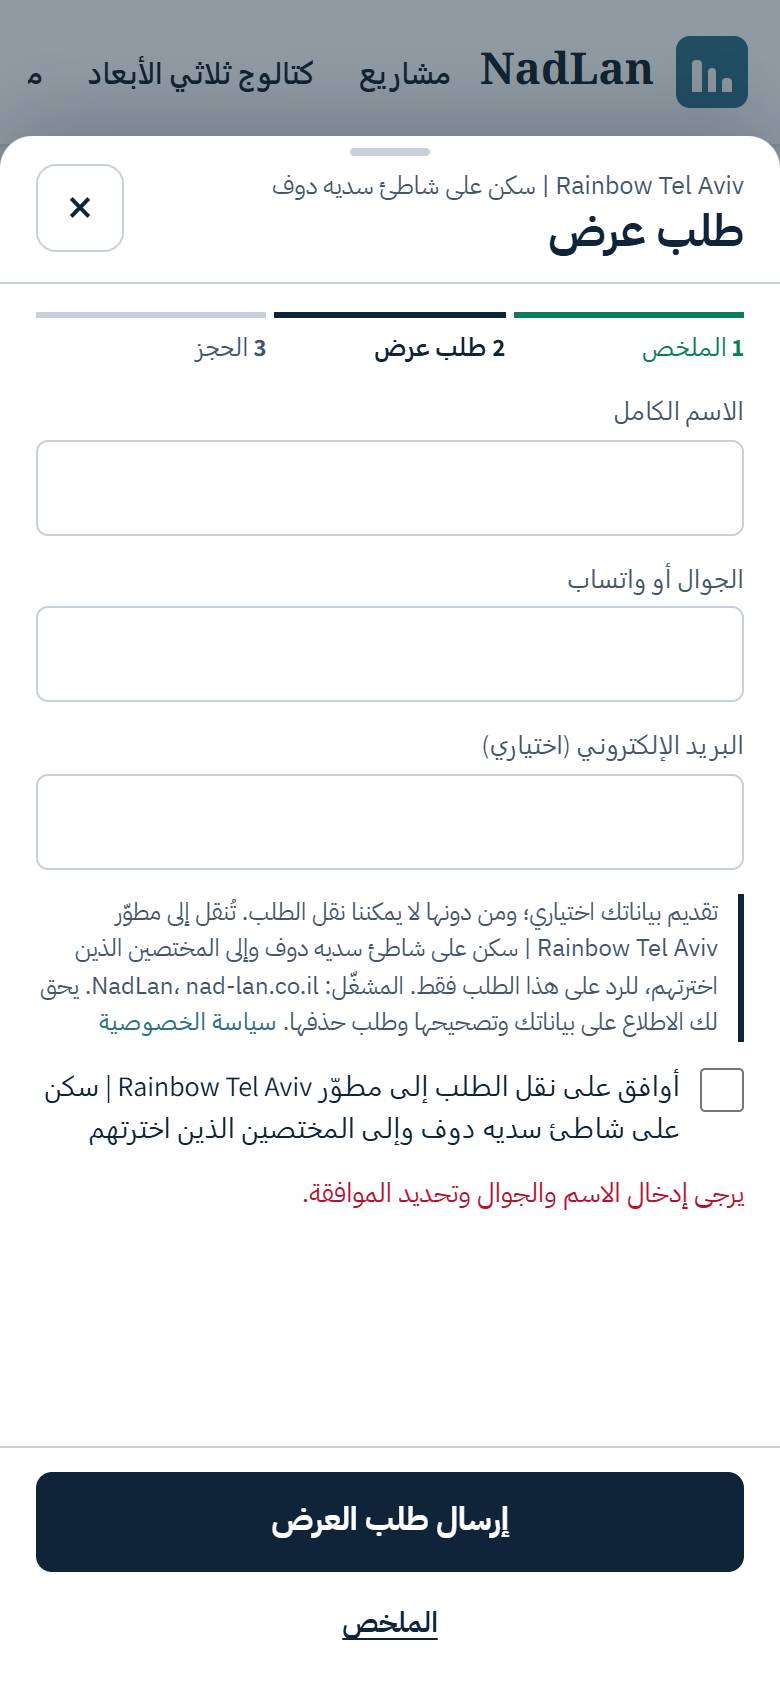 NadLan مشاريع كتالوج ثلاثي الأبعاد
Rainbow Tel Aviv | سكن على شاطئ سديه دوف
طلب عرض
×
1 الملخص
2 طلب عرض
3 الحجز
الاسم الكامل
الجوال أو واتساب
البريد الإلكتروني (اختياري)
تقديم بياناتك اختياري؛ ومن دونها لا يمكننا نقل الطلب. تُنقل إلى مطوّر
Rainbow Tel Aviv | سكن على شاطئ سديه دوف وإلى المختصين الذين
اخترتهم، للرد على هذا الطلب فقط. المشغّل: NadLan، nad-lan.co.il. يحق
لك الاطلاع على بياناتك وتصحيحها وطلب حذفها. سياسة الخصوصية
أوافق على نقل الطلب إلى مطوّر Rainbow Tel Aviv | سكن
على شاطئ سديه دوف وإلى المختصين الذين اخترتهم
يرجى إدخال الاسم والجوال وتحديد الموافقة.
إرسال طلب العرض
الملخص